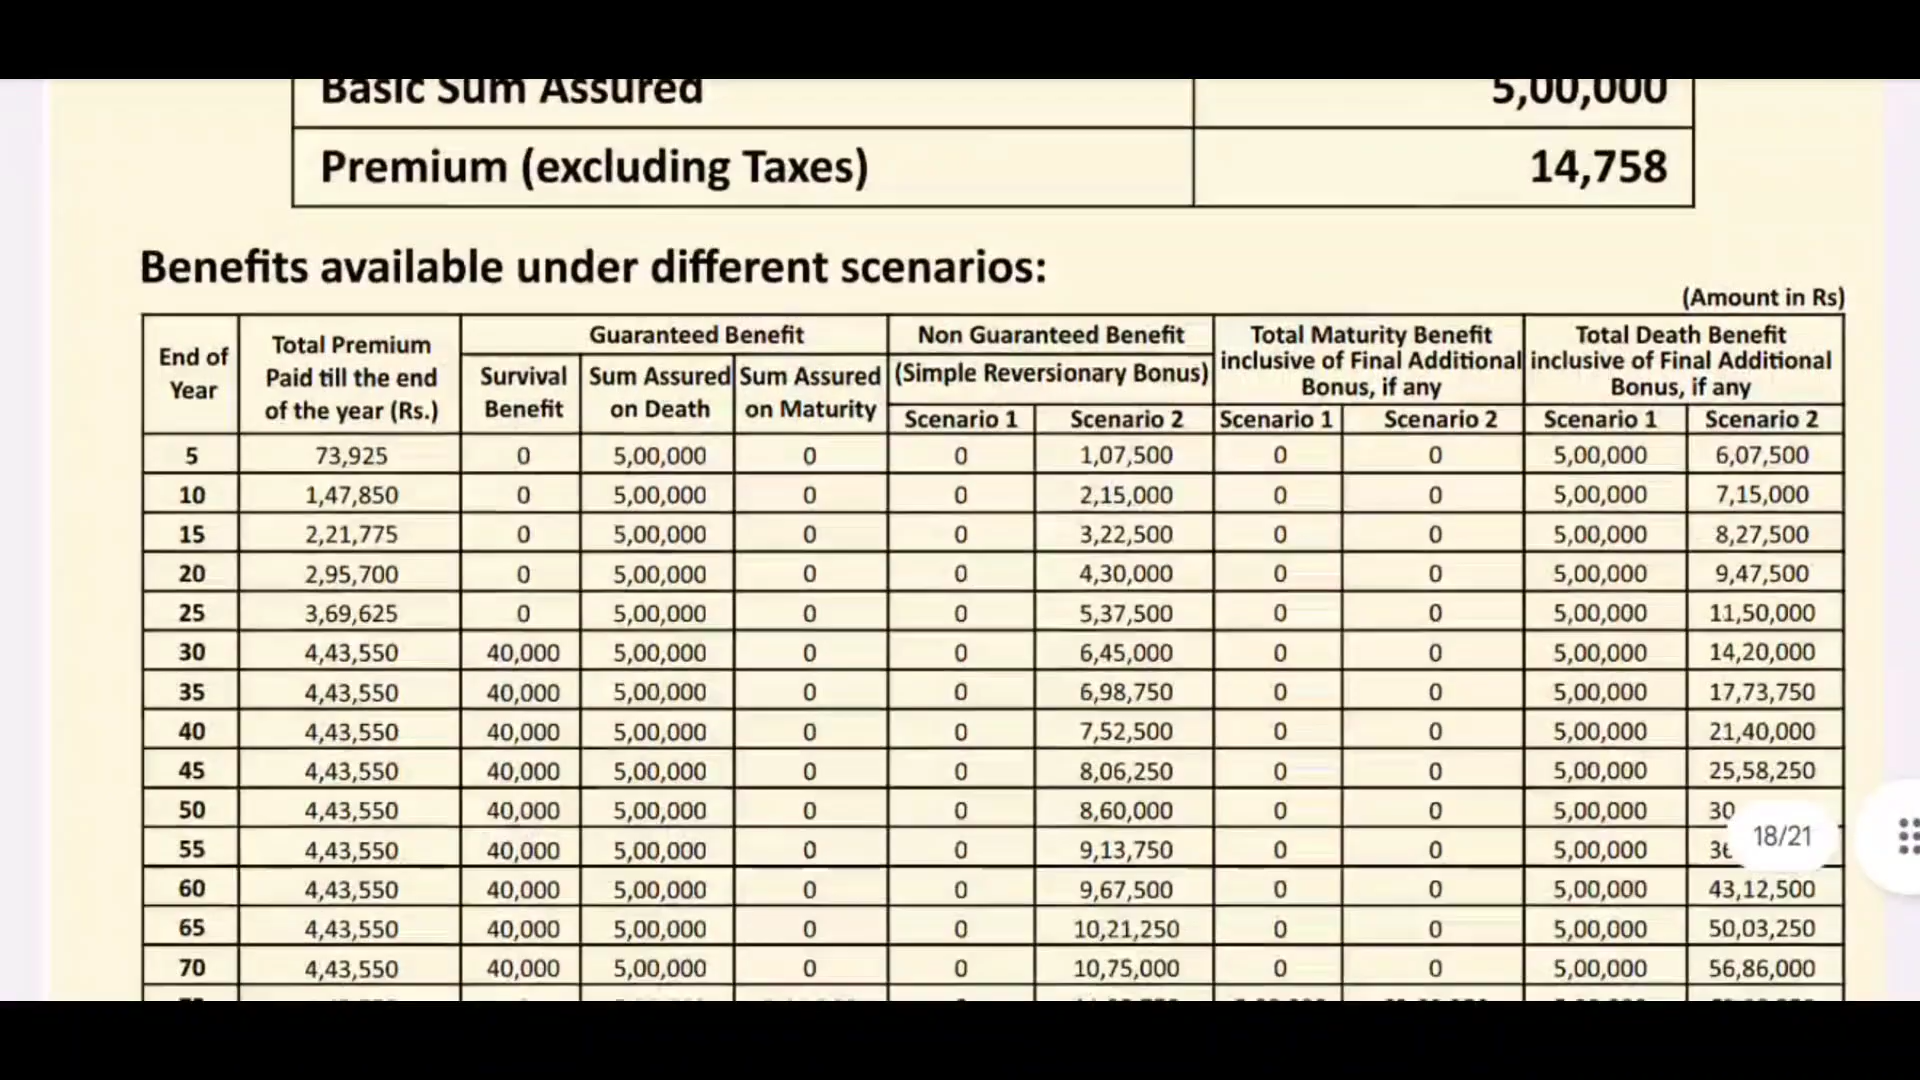 Basic Sum Assured 5,00,000
Premium (excluding Taxes) 14,758
Benefits available under different scenarios:
(Amount in Rs)
End of Year Total Premium Paid till the end of the year (Rs.) Guaranteed Benefit Non Guaranteed Benefit (Simple Reversionary Bonus) Total Maturity Benefit inclusive of Final Additional Bonus, if any Total Death Benefit inclusive of Final Additional Bonus, if any
Survival Benefit Sum Assured on Death Sum Assured on Maturity
Scenario 1 Scenario 2 Scenario 1 Scenario 2 Scenario 1 Scenario 2
5 73,925 0 5,00,000 0 0 1,07,500 0 0 5,00,000 6,07,500
10 1,47,850 0 5,00,000 0 0 2,15,000 0 0 5,00,000 7,15,000
15 2,21,775 0 5,00,000 0 0 3,22,500 0 0 5,00,000 8,27,500
20 2,95,700 0 5,00,000 0 0 4,30,000 0 0 5,00,000 9,47,500
25 3,69,625 0 5,00,000 0 0 5,37,500 0 0 5,00,000 11,50,000
30 4,43,550 40,000 5,00,000 0 0 6,45,000 0 0 5,00,000 14,20,000
35 4,43,550 40,000 5,00,000 0 0 6,98,750 0 0 5,00,000 17,73,750
40 4,43,550 40,000 5,00,000 0 0 7,52,500 0 0 5,00,000 21,40,000
45 4,43,550 40,000 5,00,000 0 0 8,06,250 0 0 5,00,000 25,58,250
50 4,43,550 40,000 5,00,000 0 0 8,60,000 0 0 5,00,000 30
55 4,43,550 40,000 5,00,000 0 0 9,13,750 0 0 5,00,000
18/21
60 4,43,550 40,000 5,00,000 0 0 9,67,500 0 0 5,00,000 43,12,500
65 4,43,550 40,000 5,00,000 0 0 10,21,250 0 0 5,00,000 50,03,250
70 4,43,550 40,000 5,00,000 0 0 10,75,000 0 0 5,00,000 56,86,000